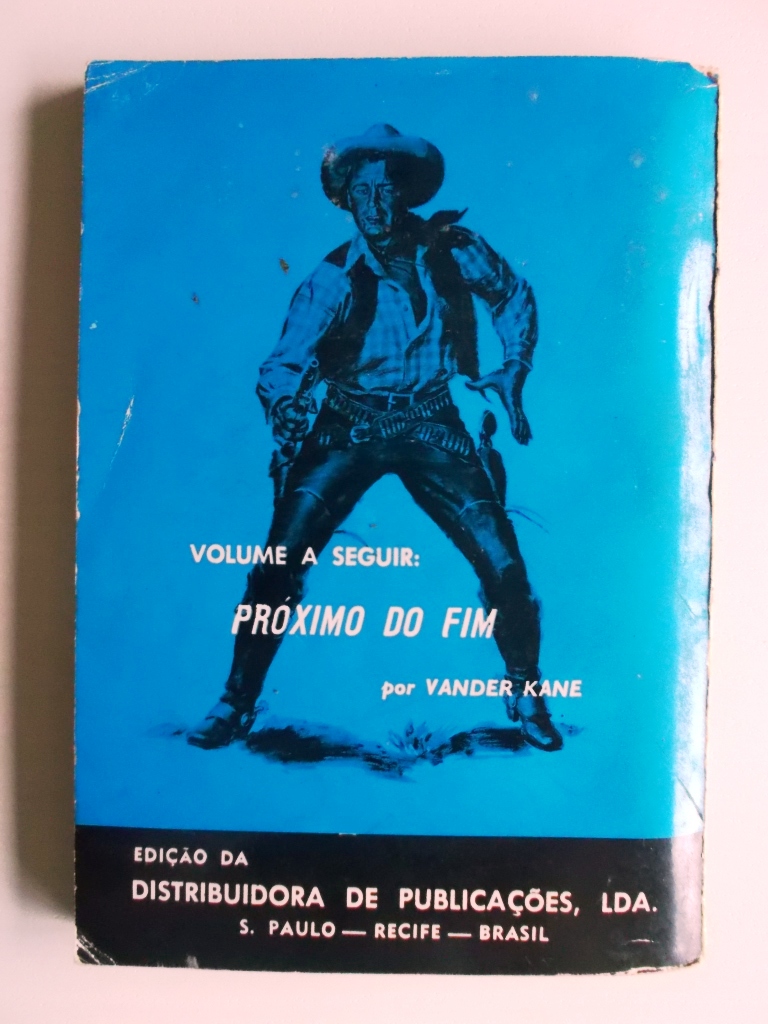 VOLUME A SEGUIR:
PRÓXIMO DO FIM
por VANDER KANE
EDIÇÃO DA
DISTRIBUIDORA DE PUBLICAÇÕES, LDA.
S. PAULO — RECIFE — BRASIL